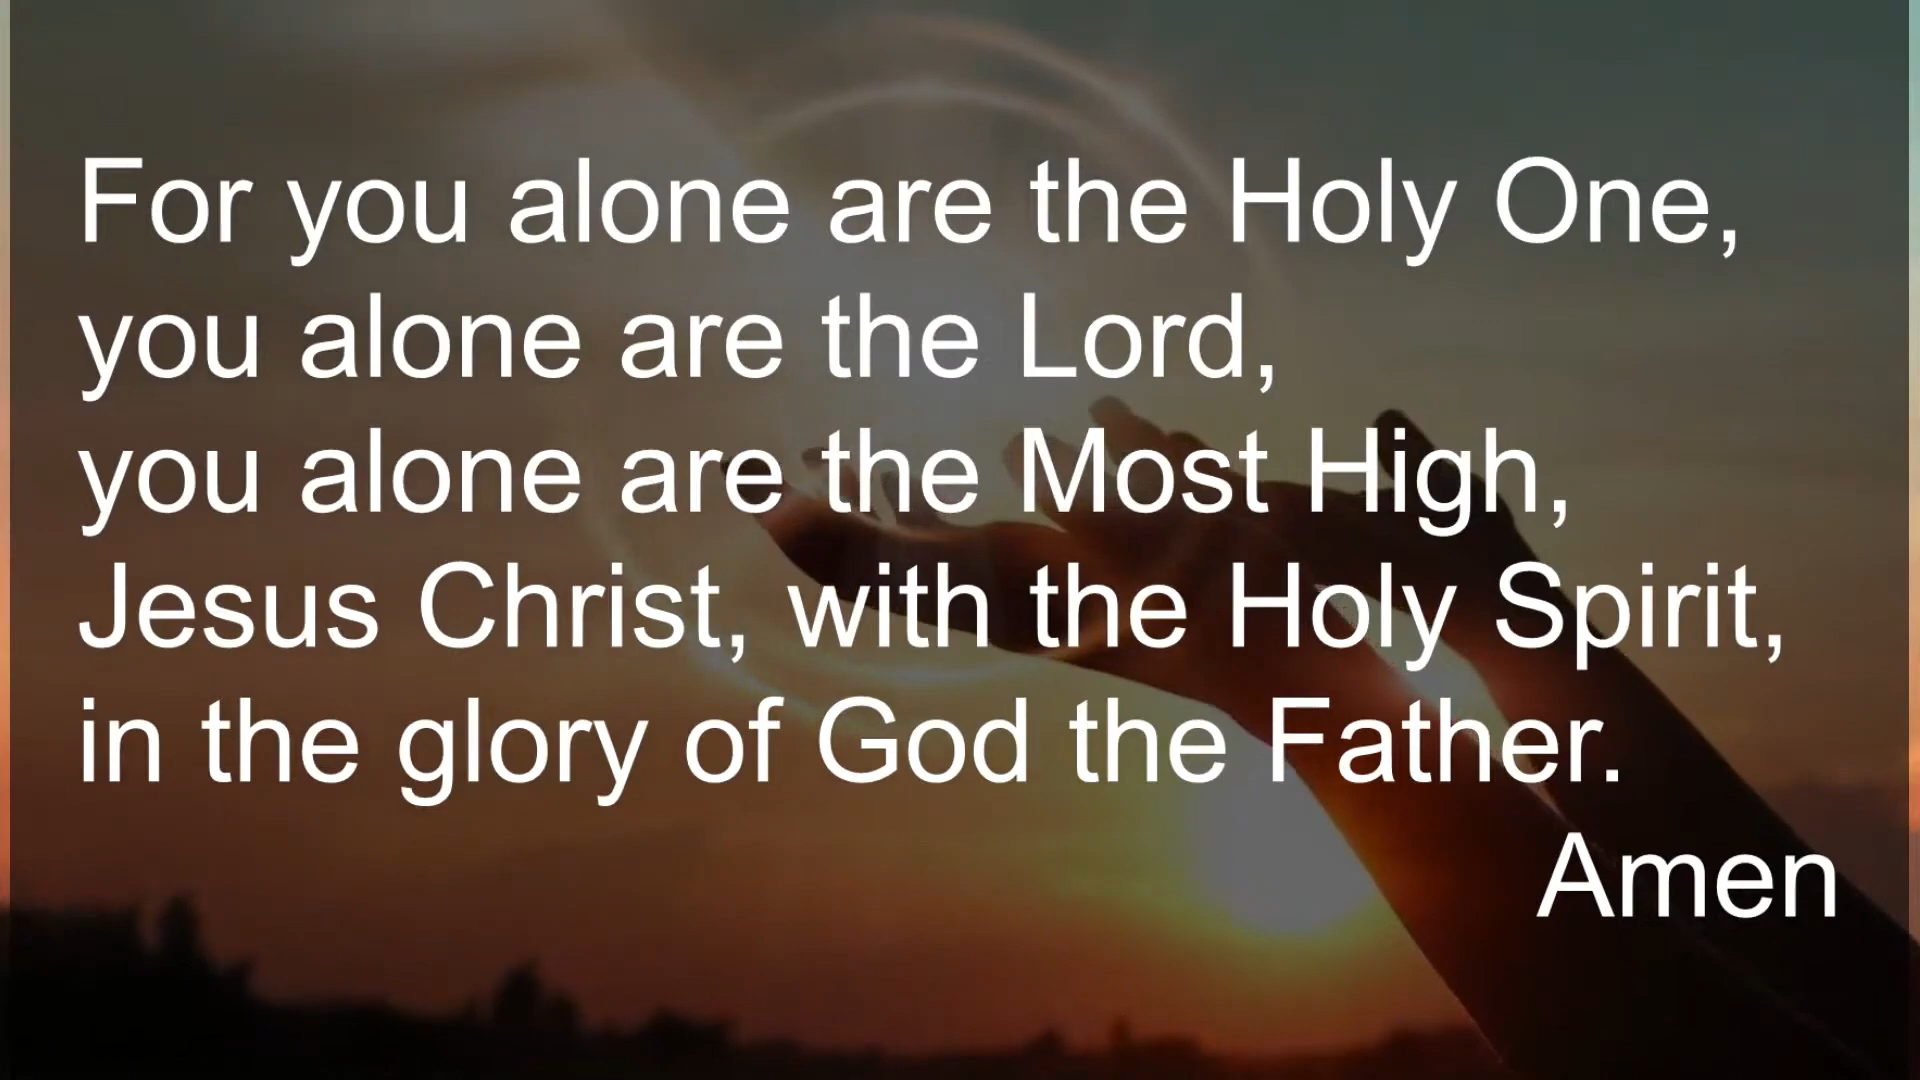 For you alone are the Holy One,
you alone are the Lord,
you alone are the Most High,
Jesus Christ, with the Holy Spirit,
in the glory of God the Father.
Amen